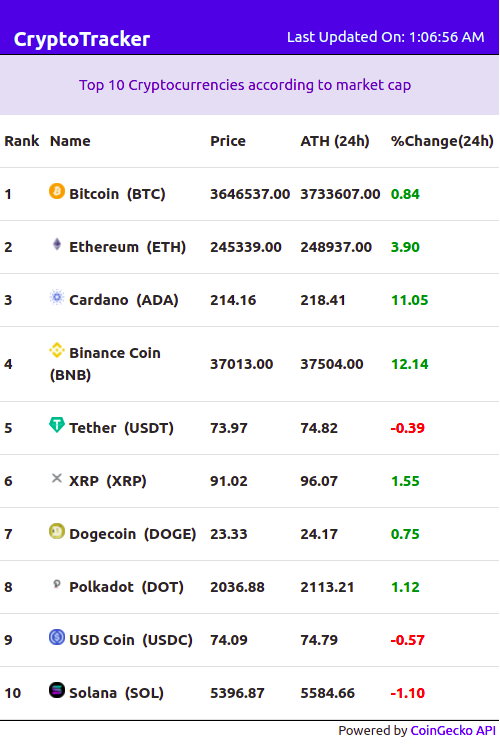 CryptoTracker Last Updated On: 1:06:56 AM
Top 10 Cryptocurrencies according to market cap
Rank Name Price ATH (24h) %Change(24h)
1 Bitcoin (BTC) 3646537.00 3733607.00 0.84
2 Ethereum (ETH) 245339.00 248937.00 3.90
3 Cardano (ADA) 214.16 218.41 11.05
4 Binance Coin (BNB) 37013.00 37504.00 12.14
5 Tether (USDT) 73.97 74.82 -0.39
6 XRP (XRP) 91.02 96.07 1.55
7 Dogecoin (DOGE) 23.33 24.17 0.75
8 Polkadot (DOT) 2036.88 2113.21 1.12
9 USD Coin (USDC) 74.09 74.79 -0.57
10 Solana (SOL) 5396.87 5584.66 -1.10
Powered by CoinGecko API